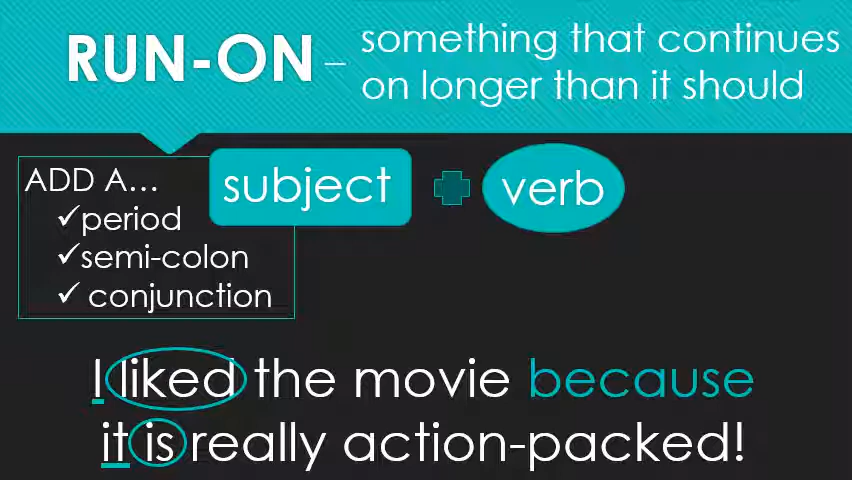 RUN-ON – something that continues
on longer than it should
ADD A...
✓period
✓semi-colon
✓ conjunction
subject + verb
I liked the movie because
it is really action-packed!